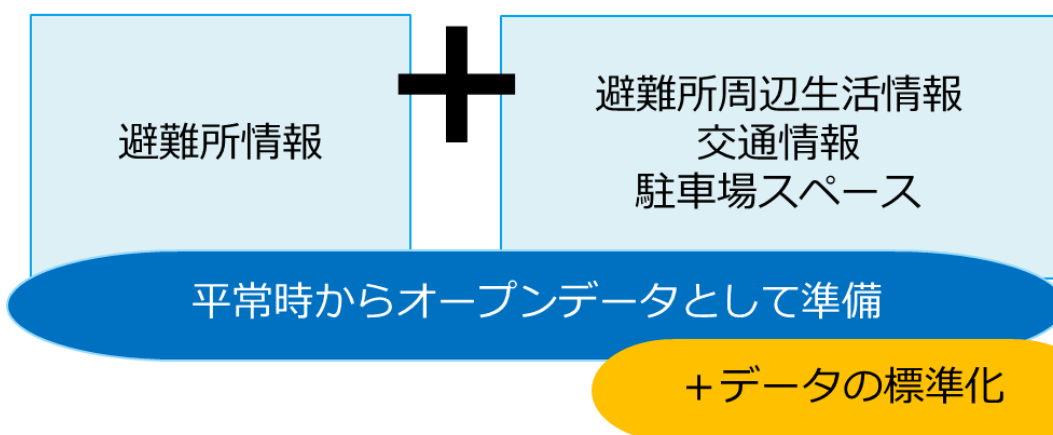 避難所情報
+
避難所周辺生活情報
交通情報
駐車場スペース
平常時からオープンデータとして準備
+データの標準化